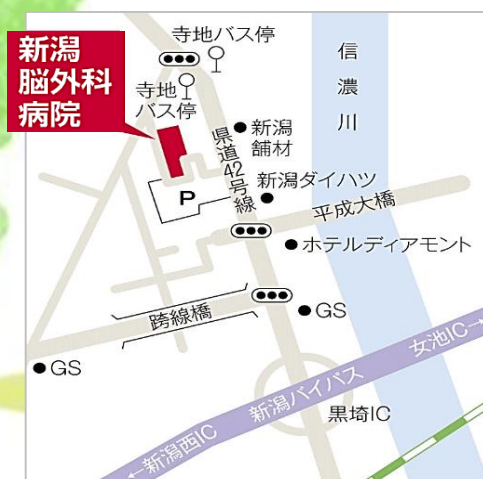 新潟
脳外科
病院
寺地バス停
寺地
バス停
信濃川
新潟
舗材
県道42号線
新潟ダイハツ
P
平成大橋
ホテルディアモント
跨線橋
GS
GS
女池IC→
新潟バイパス
←新潟西IC
黒埼IC